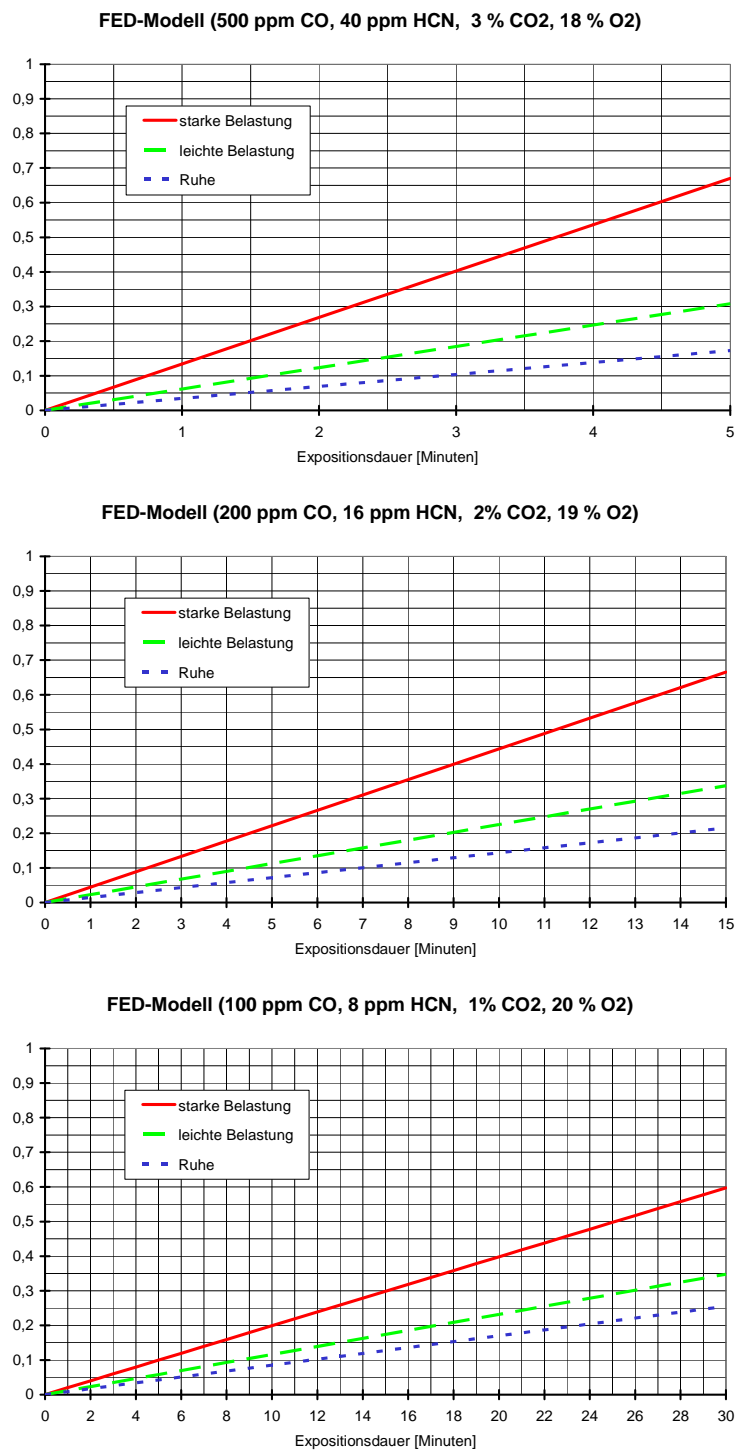 FED-Modell (500 ppm CO, 40 ppm HCN,  3 % CO2, 18 % O2)
1
0,9
0,8
0,7
0,6
0,5
0,4
0,3
0,2
0,1
0
starke Belastung
leichte Belastung
Ruhe
0 1 2 3 4 5
Expositionsdauer [Minuten]
FED-Modell (200 ppm CO, 16 ppm HCN,  2% CO2, 19 % O2)
1
0,9
0,8
0,7
0,6
0,5
0,4
0,3
0,2
0,1
0
starke Belastung
leichte Belastung
Ruhe
0 1 2 3 4 5 6 7 8 9 10 11 12 13 14 15
Expositionsdauer [Minuten]
FED-Modell (100 ppm CO, 8 ppm HCN,  1% CO2, 20 % O2)
1
0,9
0,8
0,7
0,6
0,5
0,4
0,3
0,2
0,1
0
starke Belastung
leichte Belastung
Ruhe
0 2 4 6 8 10 12 14 16 18 20 22 24 26 28 30
Expositionsdauer [Minuten]